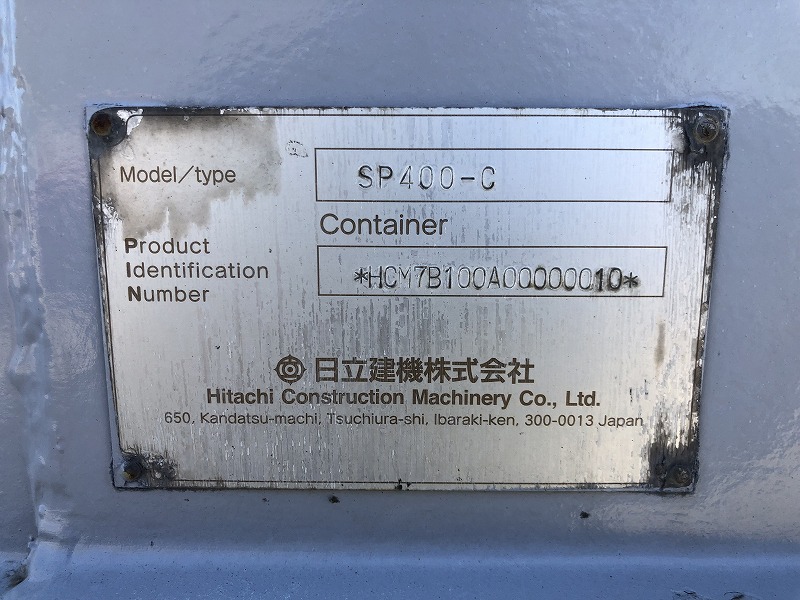 Model/type SP400-C
Container
Product
Identification *HCM7B100A00000010*
Number
日立建機株式会社
Hitachi Construction Machinery Co., Ltd.
650, Kandatsu-machi, Tsuchiura-shi, Ibaraki-ken, 300-0013 Japan